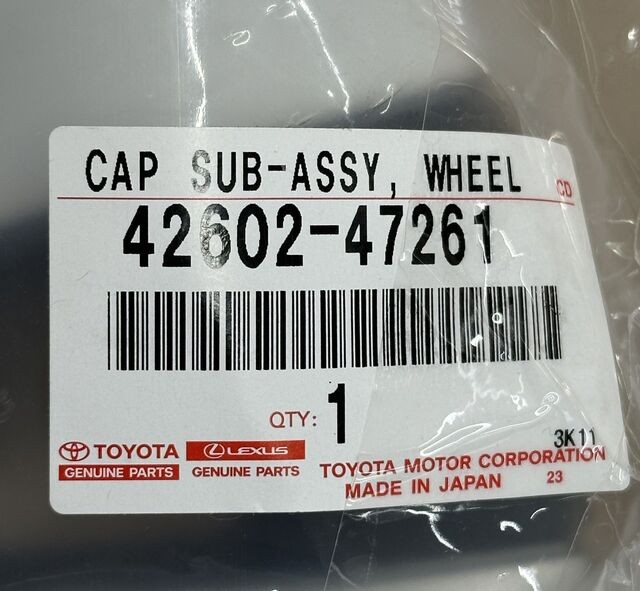 CAP SUB-ASSY, WHEEL
CD
42602-47261
QTY: 1
3K11
TOYOTA LEXUS
GENUINE PARTS GENUINE PARTS
TOYOTA MOTOR CORPORATION
MADE IN JAPAN 23